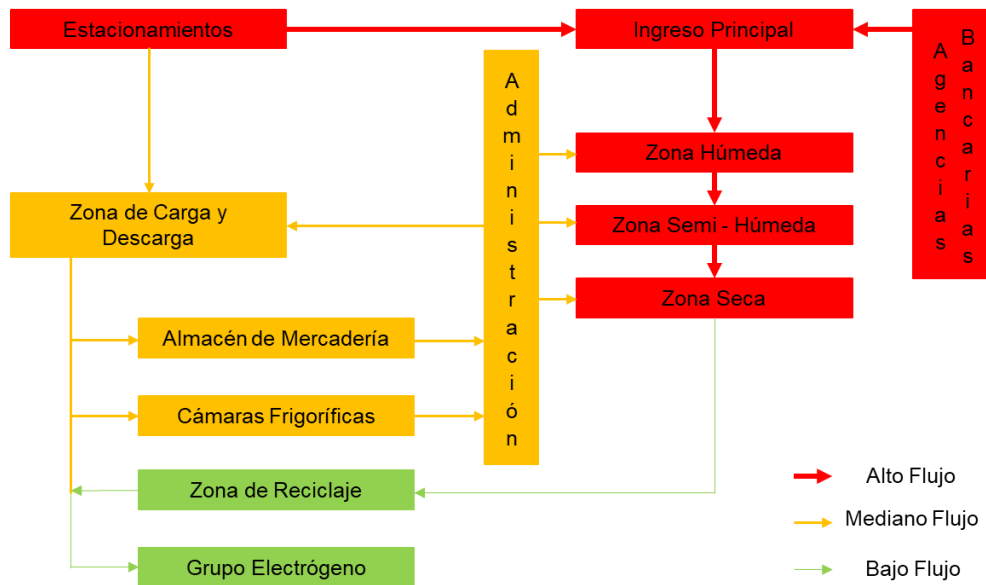 Estacionamientos
Ingreso Principal
Agencias
Bancarias
Administración
Zona Húmeda
Zona de Carga y
Descarga
Zona Semi - Húmeda
Zona Seca
Almacén de Mercadería
Cámaras Frigoríficas
Zona de Reciclaje
Grupo Electrógeno
Alto Flujo
Mediano Flujo
Bajo Flujo